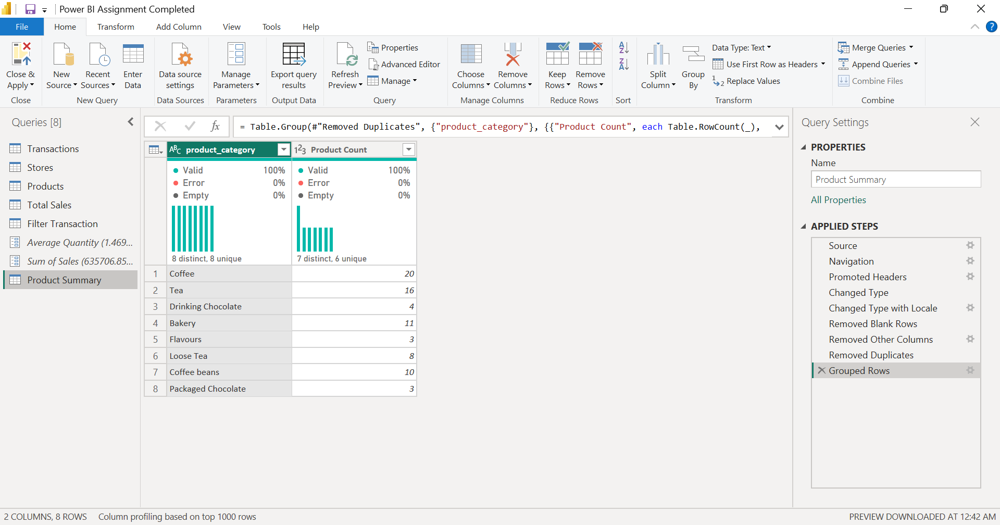 Power BI Assignment Completed
File Home Transform Add Column View Tools Help
?
Close & Apply
New Source
Recent Sources
Enter Data
Data source settings
Manage Parameters
Export query results
Refresh Preview
Properties
Advanced Editor
Manage
Choose Columns
Remove Columns
Keep Rows
Remove Rows
A Z
Z A
Split Column
Group By
Data Type: Text
Use First Row as Headers
1 2 Replace Values
Merge Queries
Append Queries
Combine Files
Close New Query Data Sources Parameters Output Data Query Manage Columns Reduce Rows Sort Transform Combine
Queries [8]
Transactions
Stores
Products
Total Sales
Filter Transaction
Average Quantity (1.469...
Sum of Sales (635706.85...
Product Summary
fx = Table.Group(#"Removed Duplicates", {"product_category"}, {{"Product Count", each Table.RowCount(_),
ABC product_category 123 Product Count
Valid 100% Valid 100%
Error 0% Error 0%
Empty 0% Empty 0%
8 distinct, 8 unique 7 distinct, 6 unique
1 Coffee 20
2 Tea 16
3 Drinking Chocolate 4
4 Bakery 11
5 Flavours 3
6 Loose Tea 8
7 Coffee beans 10
8 Packaged Chocolate 3
Query Settings
PROPERTIES
Name
Product Summary
All Properties
APPLIED STEPS
Source
Navigation
Promoted Headers
Changed Type
Changed Type with Locale
Removed Blank Rows
Removed Other Columns
Removed Duplicates
Grouped Rows
2 COLUMNS, 8 ROWS Column profiling based on top 1000 rows PREVIEW DOWNLOADED AT 12:42 AM